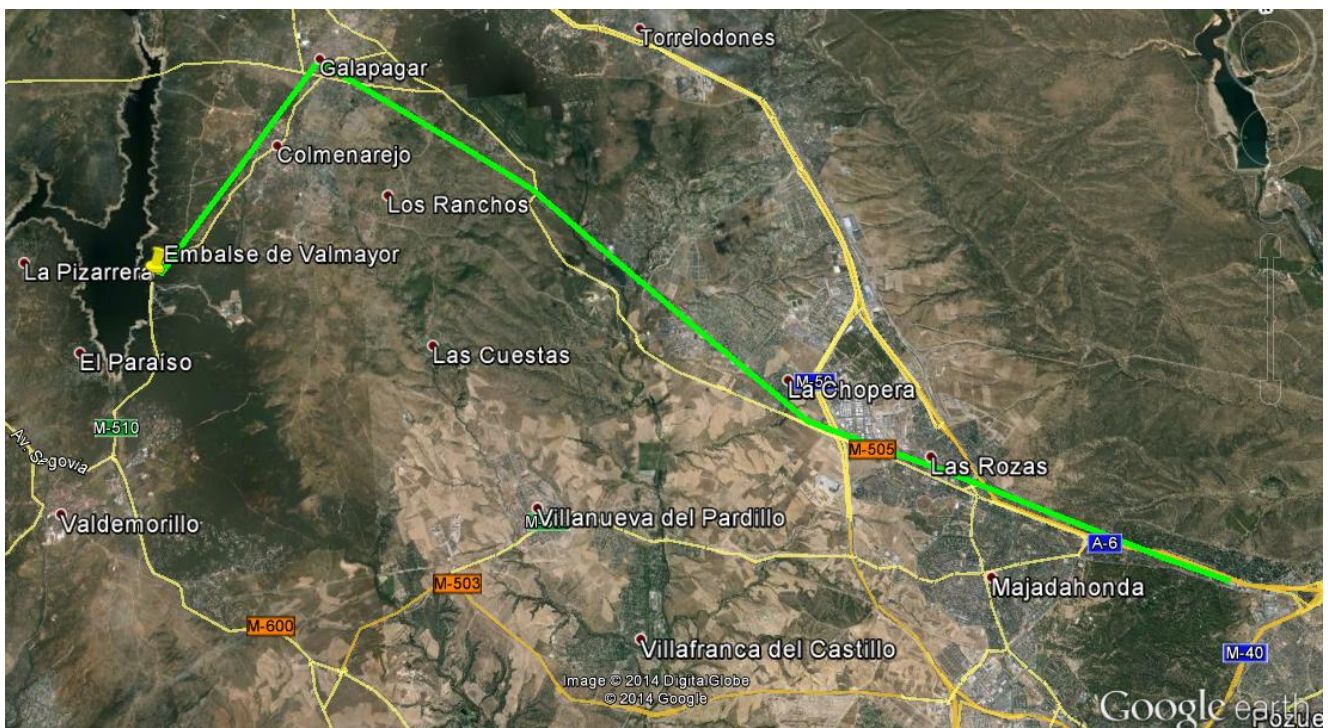 Torrelodones
Galapagar
Colmenarejo
Los Ranchos
Embalse de Valmayor
La Pizarrera
El Paraíso
Las Cuestas
M-50
La Chopera
M-510
Av. Segovia
M-505
Las Rozas
Valdemorillo
Villanueva del Pardillo
A-6
M-503
Majadahonda
M-600
Villafranca del Castillo
M-40
Image © 2014 DigitalGlobe
© 2014 Google
Google earth